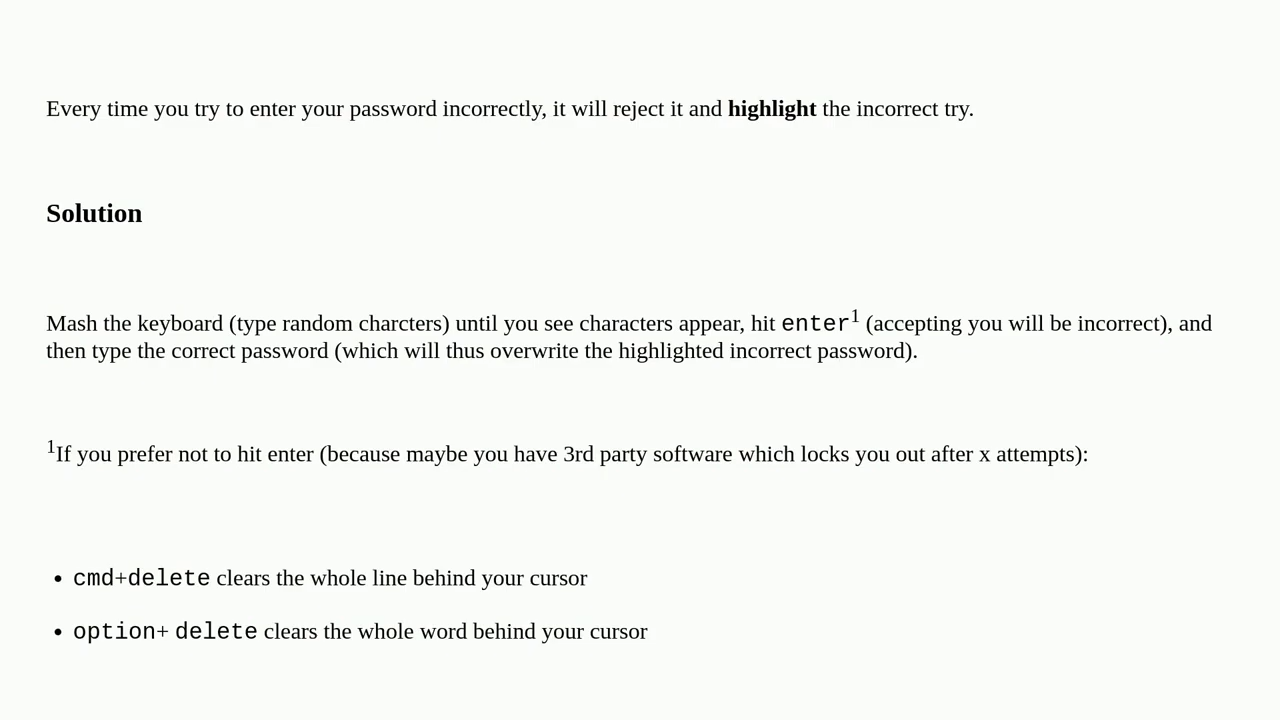 Every time you try to enter your password incorrectly, it will reject it and highlight the incorrect try.
Solution
Mash the keyboard (type random charcters) until you see characters appear, hit enter1 (accepting you will be incorrect), and
then type the correct password (which will thus overwrite the highlighted incorrect password).
1If you prefer not to hit enter (because maybe you have 3rd party software which locks you out after x attempts):
• cmd+delete clears the whole line behind your cursor
• option+ delete clears the whole word behind your cursor